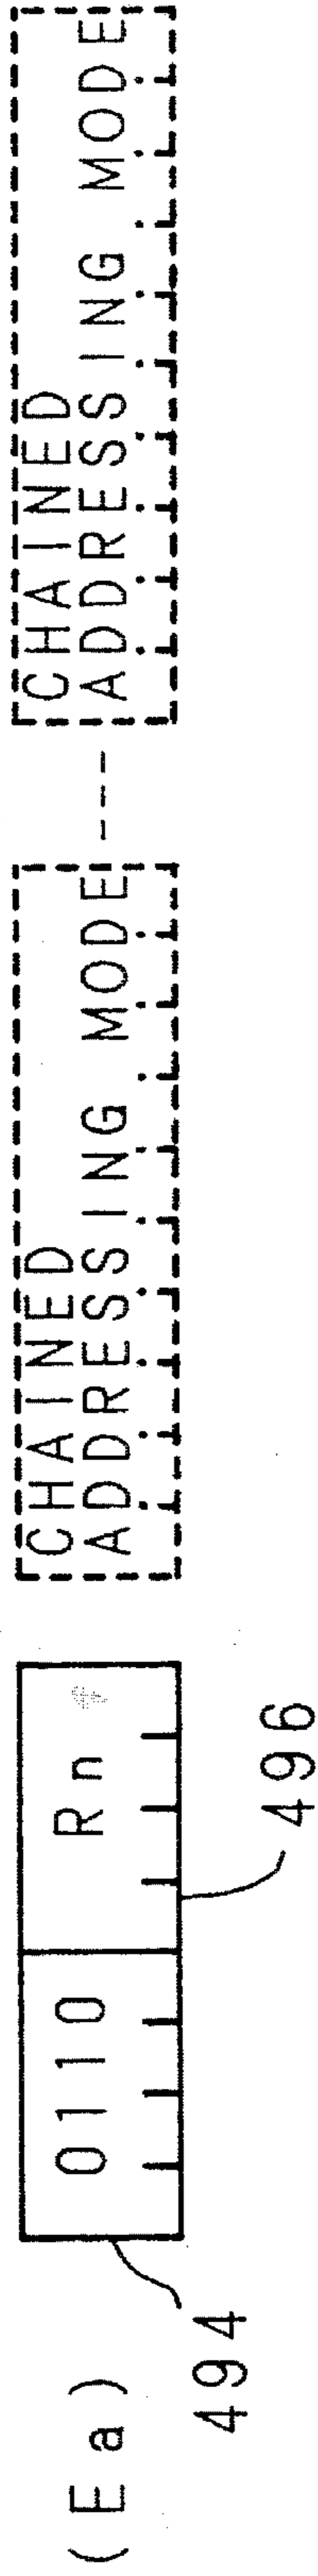 (Ea)
0110 Rn
CHAINED
ADDRESSING MODE
---
CHAINED
ADDRESSING MODE
494
496